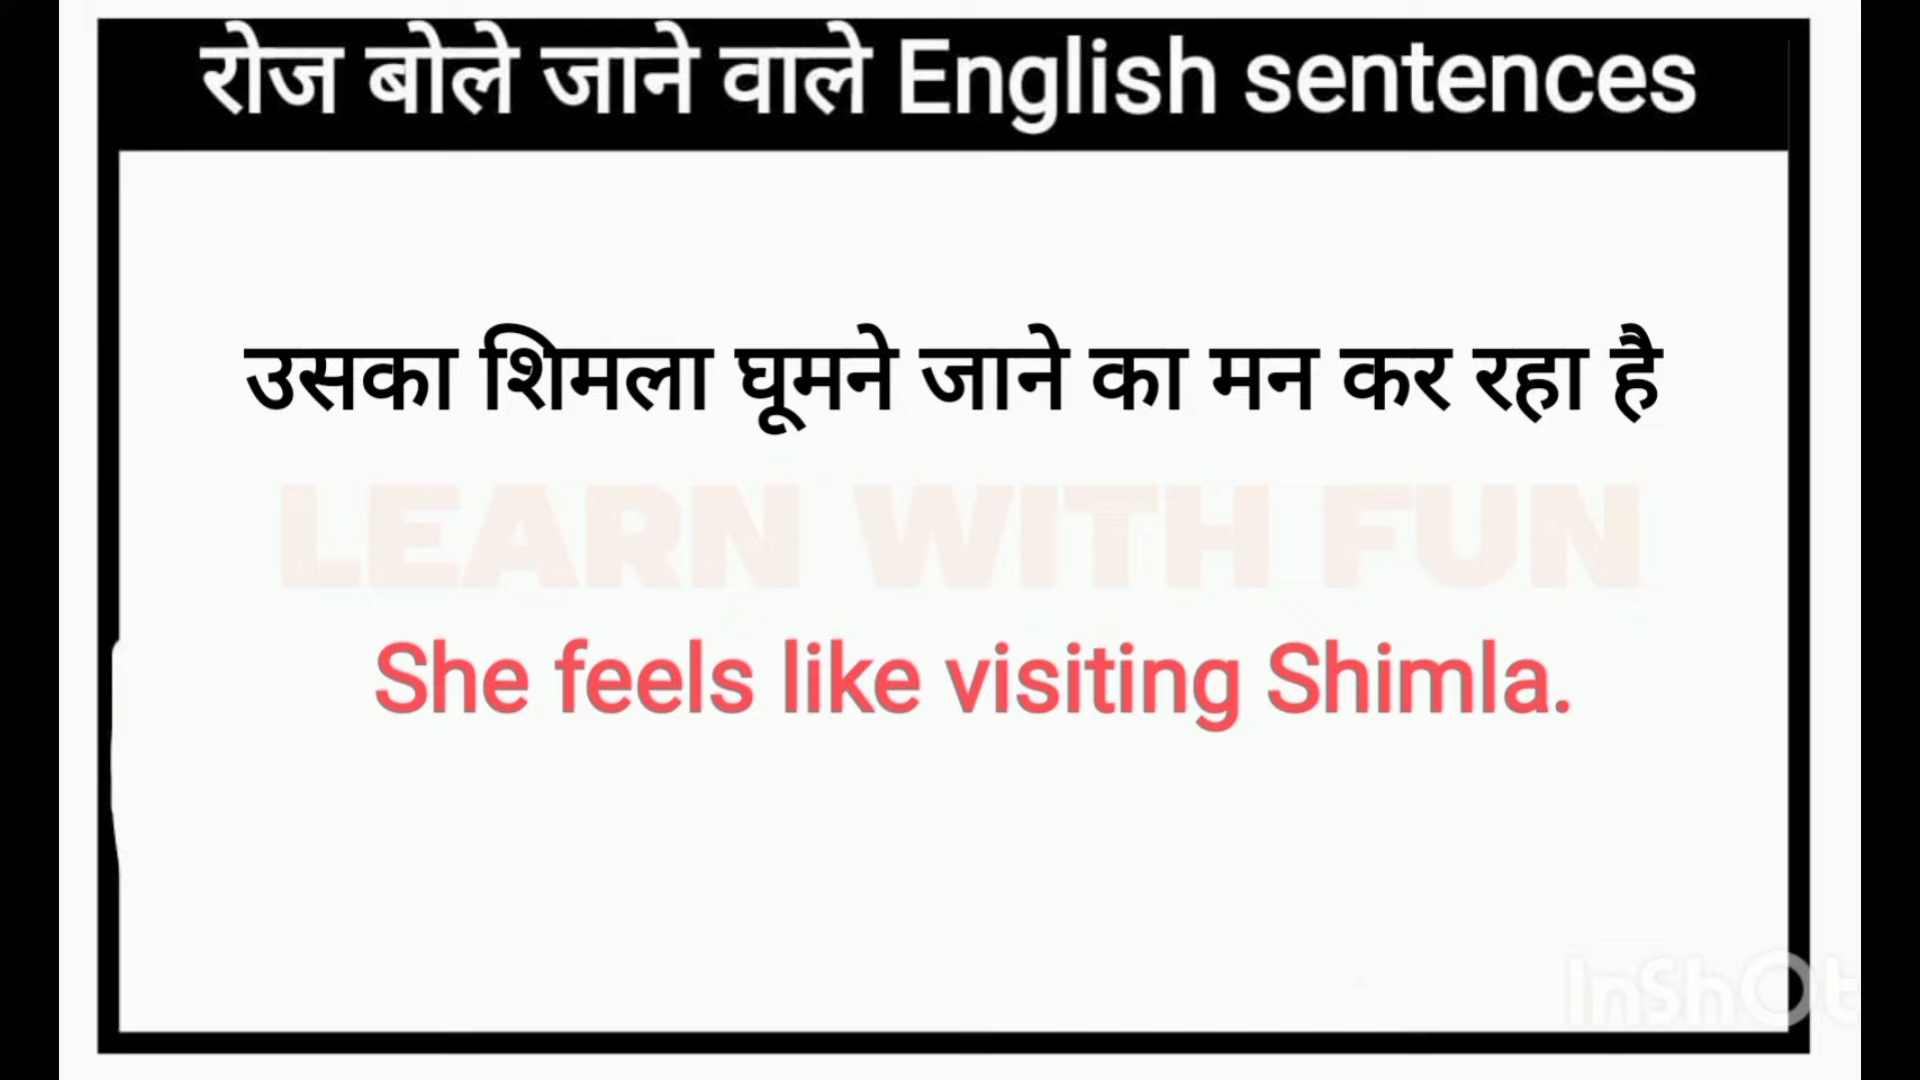 रोज बोले जाने वाले English sentences
उसका शिमला घूमने जाने का मन कर रहा है
LEARN WITH FUN
She feels like visiting Shimla.
InShOt